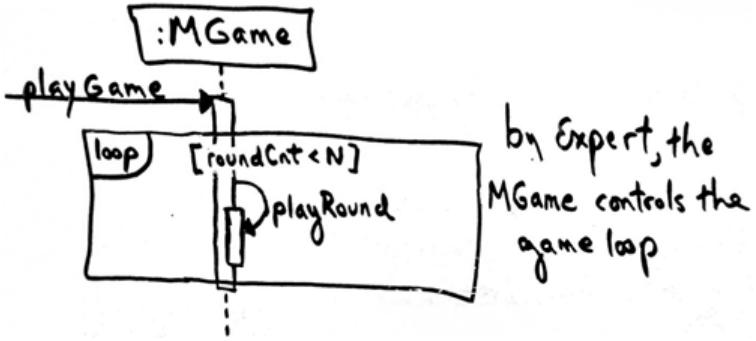 :MGame
playGame
loop
[roundCnt < N]
playRound
by Expert, the
MGame controls the
game loop